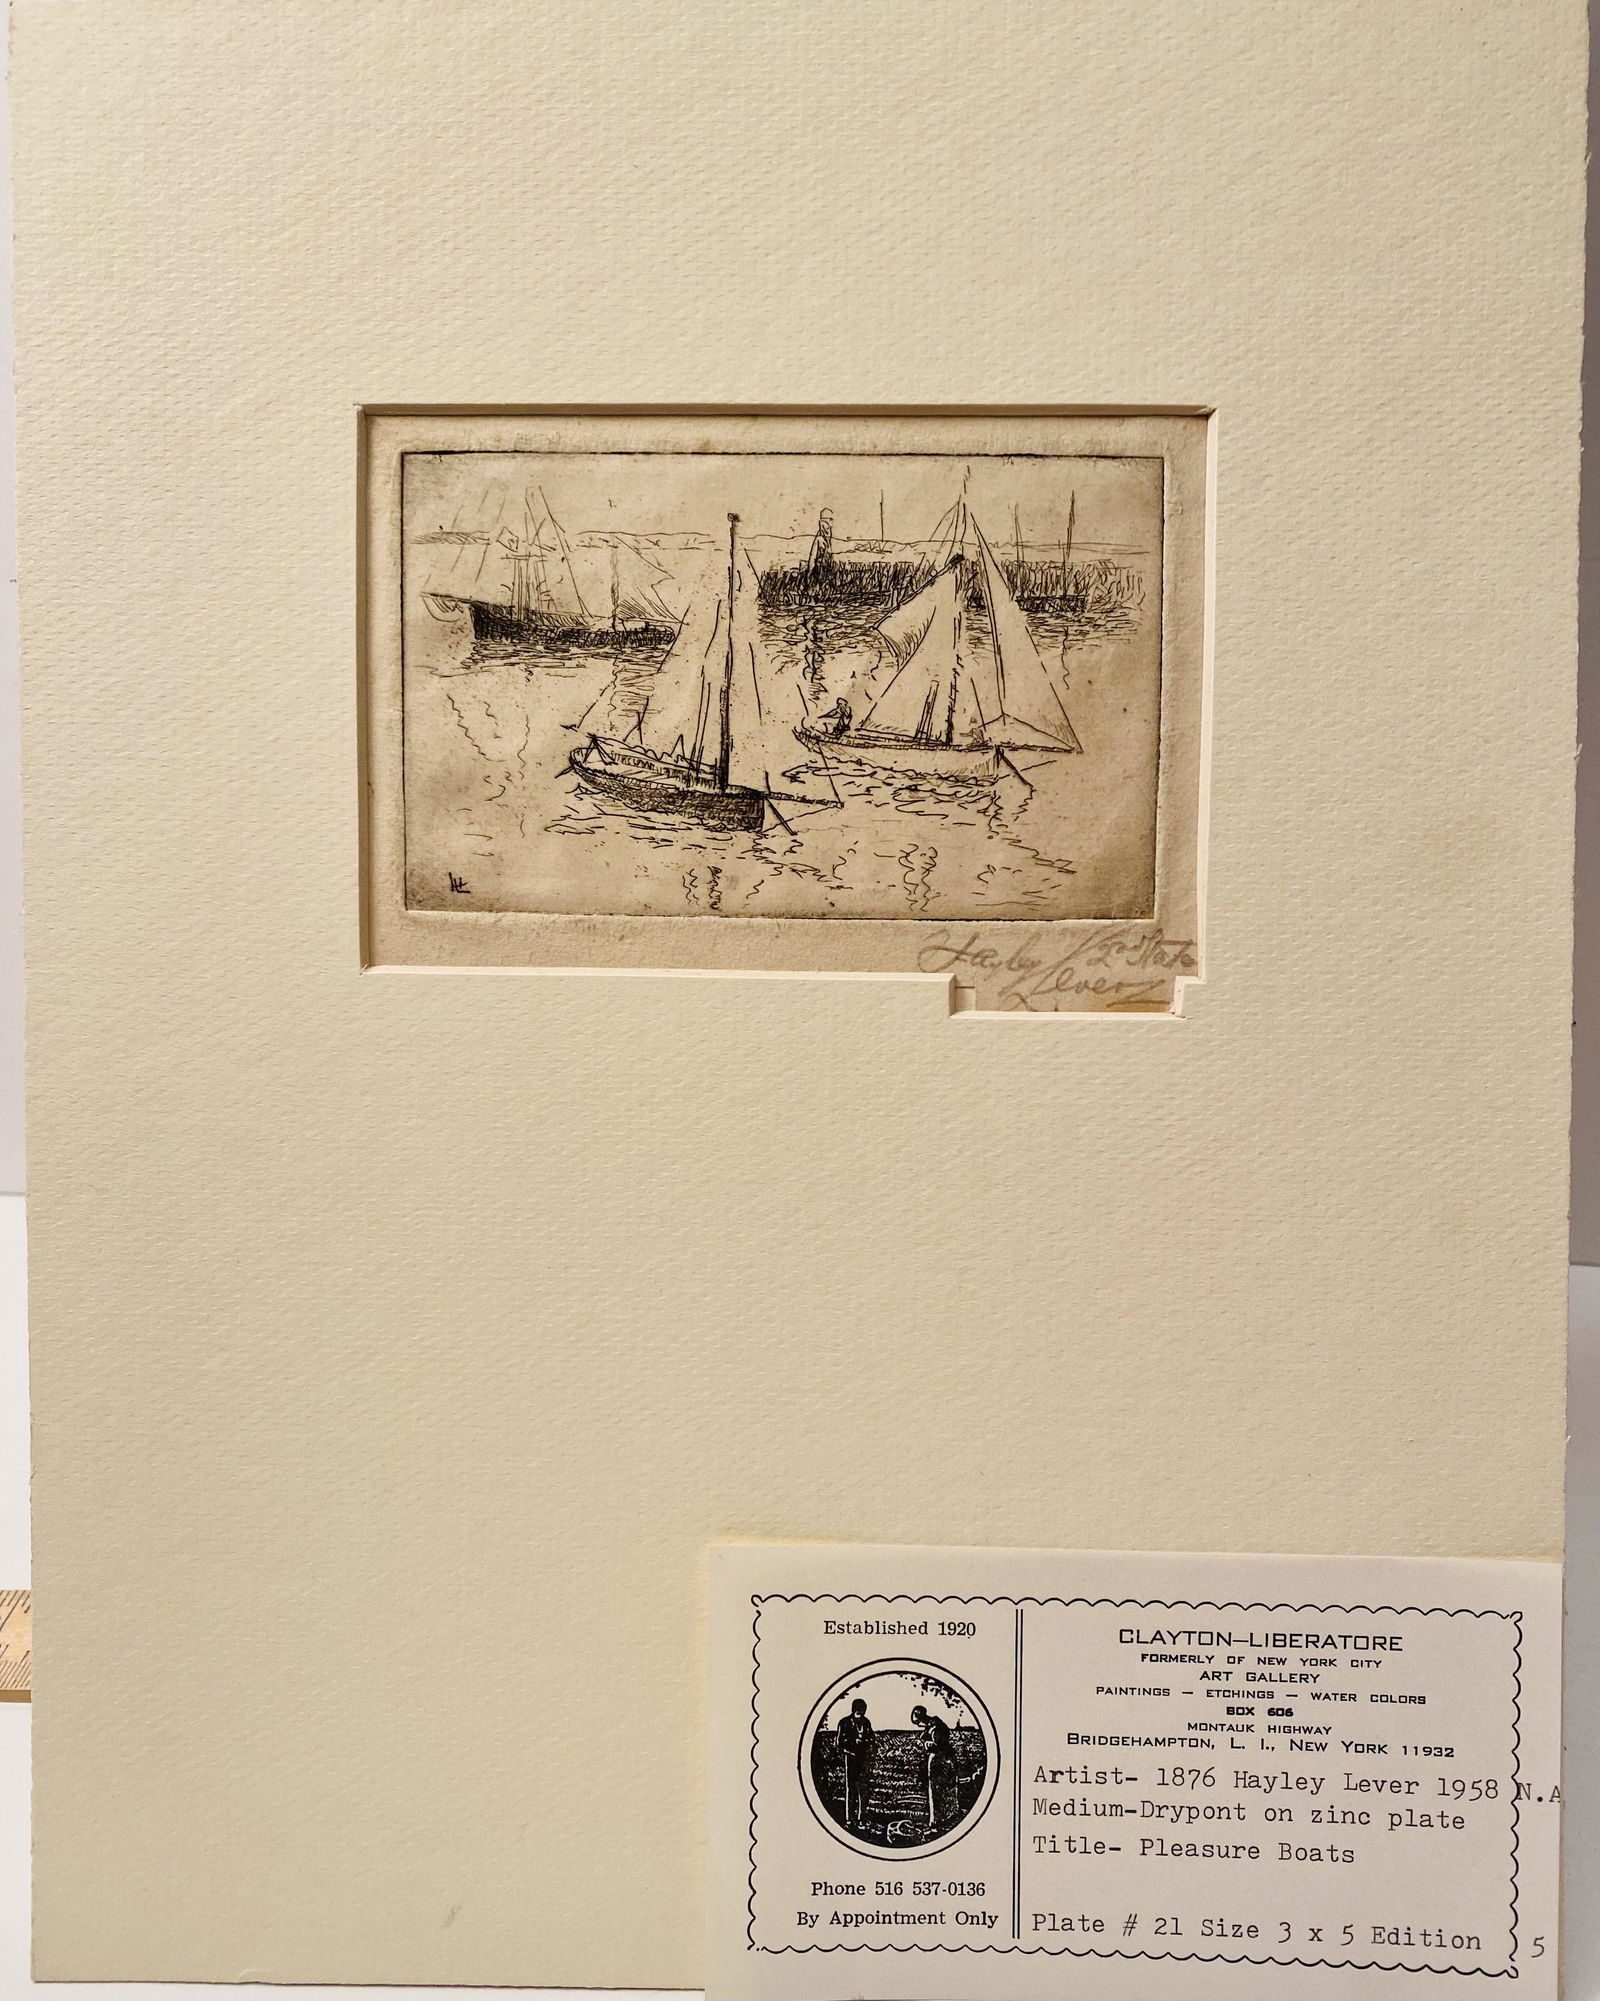 HL
Hayley 2nd State
Lever
Established 1920
Phone 516 537-0136
By Appointment Only
CLAYTON—LIBERATORE
FORMERLY OF NEW YORK CITY
ART GALLERY
PAINTINGS — ETCHINGS — WATER COLORS
BOX 606
MONTAUK HIGHWAY
BRIDGEHAMPTON, L. I., NEW YORK 11932
Artist- 1876 Hayley Lever 1958 N.A
Medium-Drypont on zinc plate
Title- Pleasure Boats
Plate # 21 Size 3 x 5 Edition 5